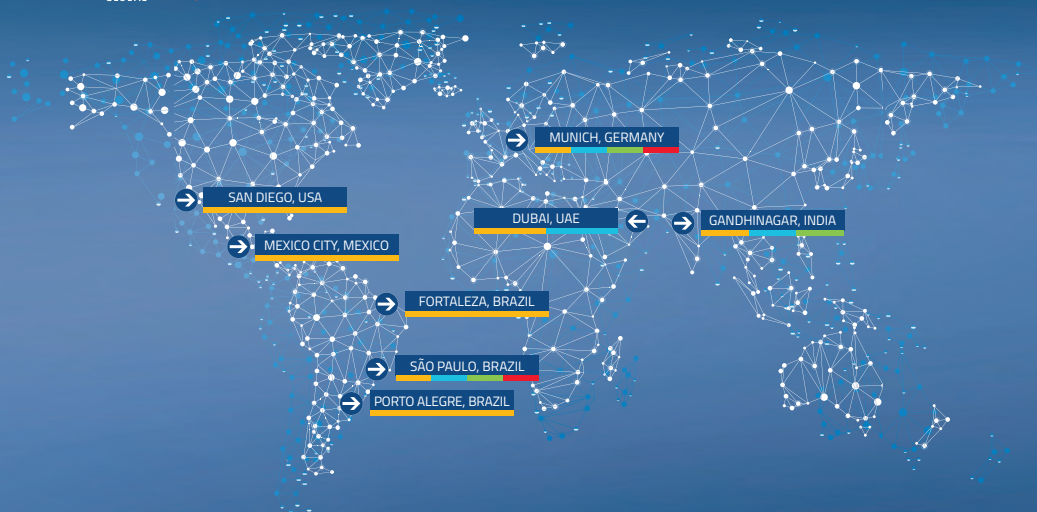 MUNICH, GERMANY
SAN DIEGO, USA
DUBAI, UAE
GANDHINAGAR, INDIA
MEXICO CITY, MEXICO
FORTALEZA, BRAZIL
SÃO PAULO, BRAZIL
PORTO ALEGRE, BRAZIL